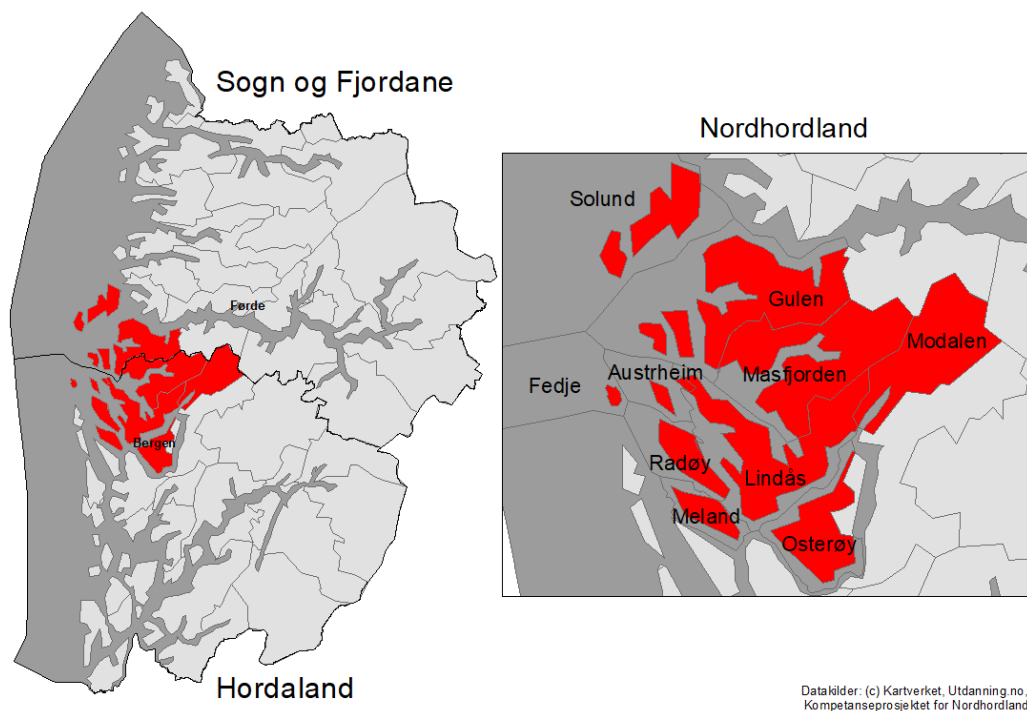 Sogn og Fjordane
Førde
Bergen
Hordaland
Nordhordland
Solund
Gulen
Modalen
Fedje
Austrheim
Masfjorden
Radøy
Lindås
Meland
Osterøy
Datakilder: (c) Kartverket, Utdanning.no,
Kompetanseprosjektet for Nordhordland